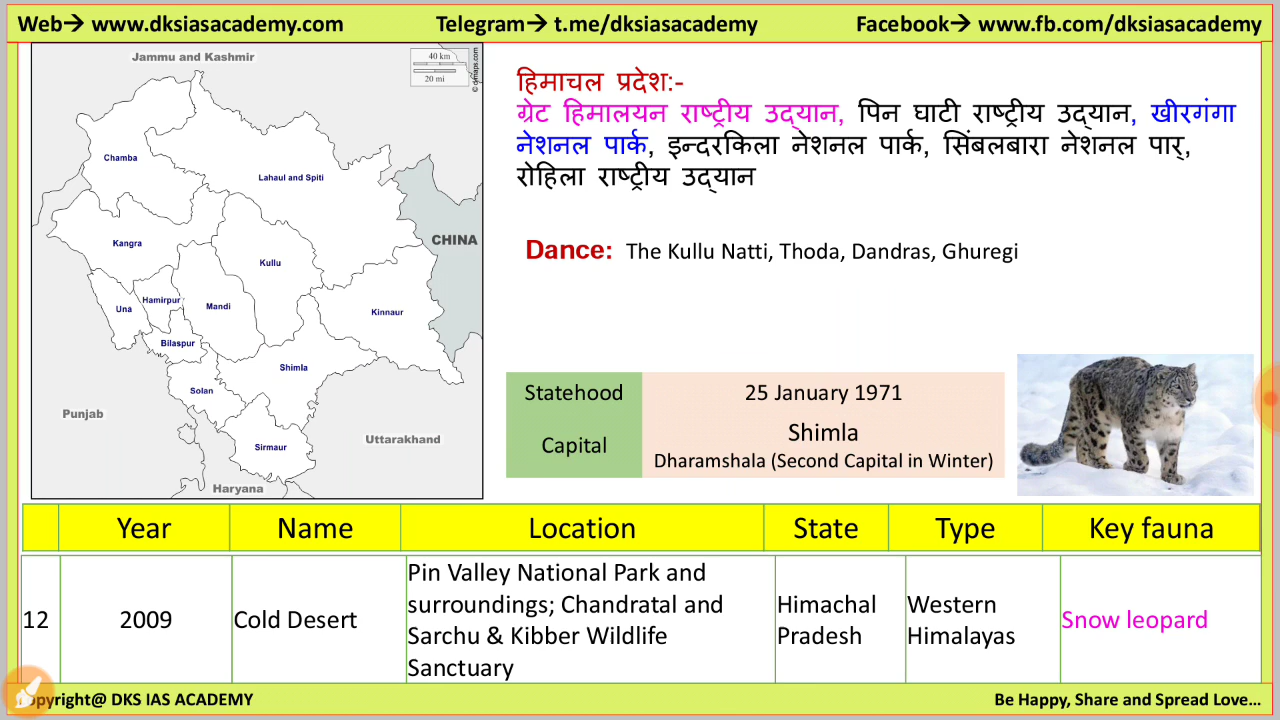 Web→ www.dksiasacademy.com Telegram→ t.me/dksiasacademy Facebook→ www.fb.com/dksiasacademy
Jammu and Kashmir
40 km
20 mi
Chamba
Lahaul and Spiti
Kangra
CHINA
Kullu
Hamirpur
Una
Mandi
Kinnaur
Bilaspur
Shimla
Solan
Punjab
Uttarakhand
Sirmaur
Haryana
हिमाचल प्रदेश:-
ग्रेट हिमालयन राष्ट्रीय उद्यान, पिन घाटी राष्ट्रीय उद्यान, खीरगंगा
नेशनल पार्क, इन्दरकिला नेशनल पार्क, सिंबलबारा नेशनल पार्,
रोहिला राष्ट्रीय उद्यान
Dance: The Kullu Natti, Thoda, Dandras, Ghuregi
Statehood 25 January 1971
Capital Shimla
Dharamshala (Second Capital in Winter)
Year Name Location State Type Key fauna
12 2009 Cold Desert Pin Valley National Park and
surroundings; Chandratal and
Sarchu & Kibber Wildlife
Sanctuary
Himachal
Pradesh
Western
Himalayas
Snow leopard
opyright@ DKS IAS ACADEMY Be Happy, Share and Spread Love…